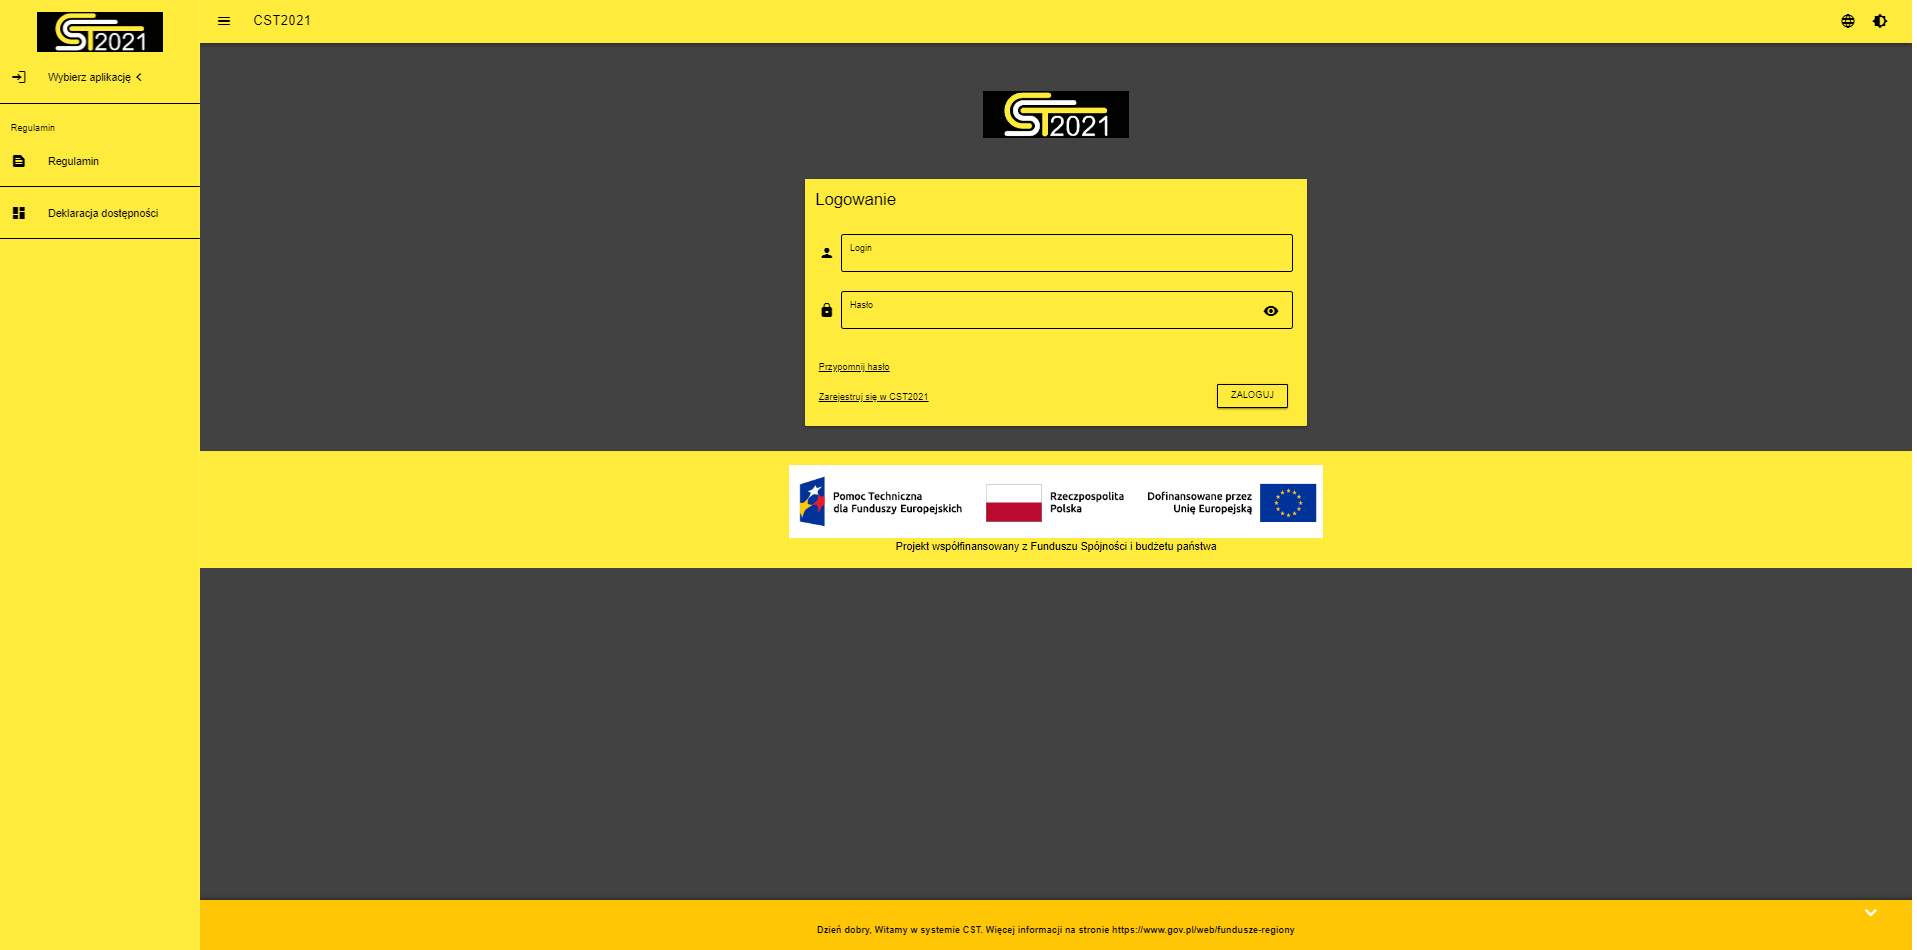 CST2021
Wybierz aplikację
Regulamin
Regulamin
Deklaracja dostępności
CST2021
CST2021
Logowanie
Login
Hasło
Przypomnij hasło
Zarejestruj się w CST2021
ZALOGUJ
Pomoc Techniczna
dla Funduszy Europejskich
Rzeczpospolita
Polska
Dofinansowane przez
Unię Europejską
Projekt współfinansowany z Funduszu Spójności i budżetu państwa
Dzień dobry, Witamy w systemie CST. Więcej informacji na stronie https://www.gov.pl/web/fundusze-regiony